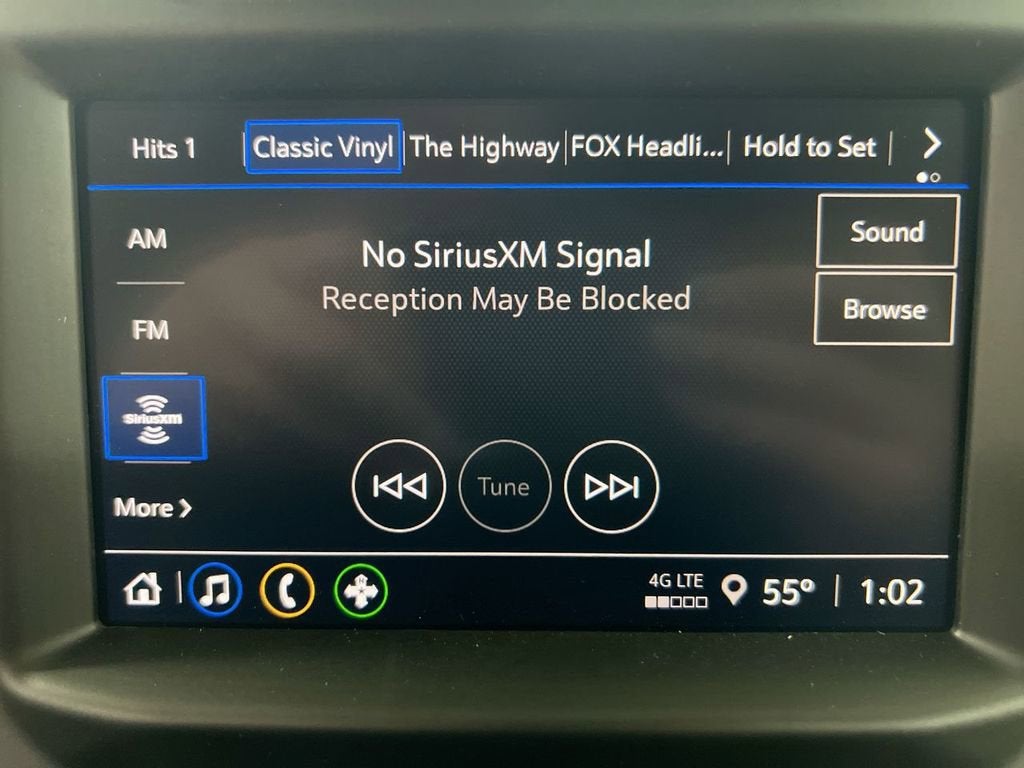 Hits 1 Classic Vinyl The Highway FOX Headli... Hold to Set
AM
FM
SiriusXM
More
No SiriusXM Signal
Reception May Be Blocked
Sound
Browse
Tune
N
4G LTE
55° 1:02